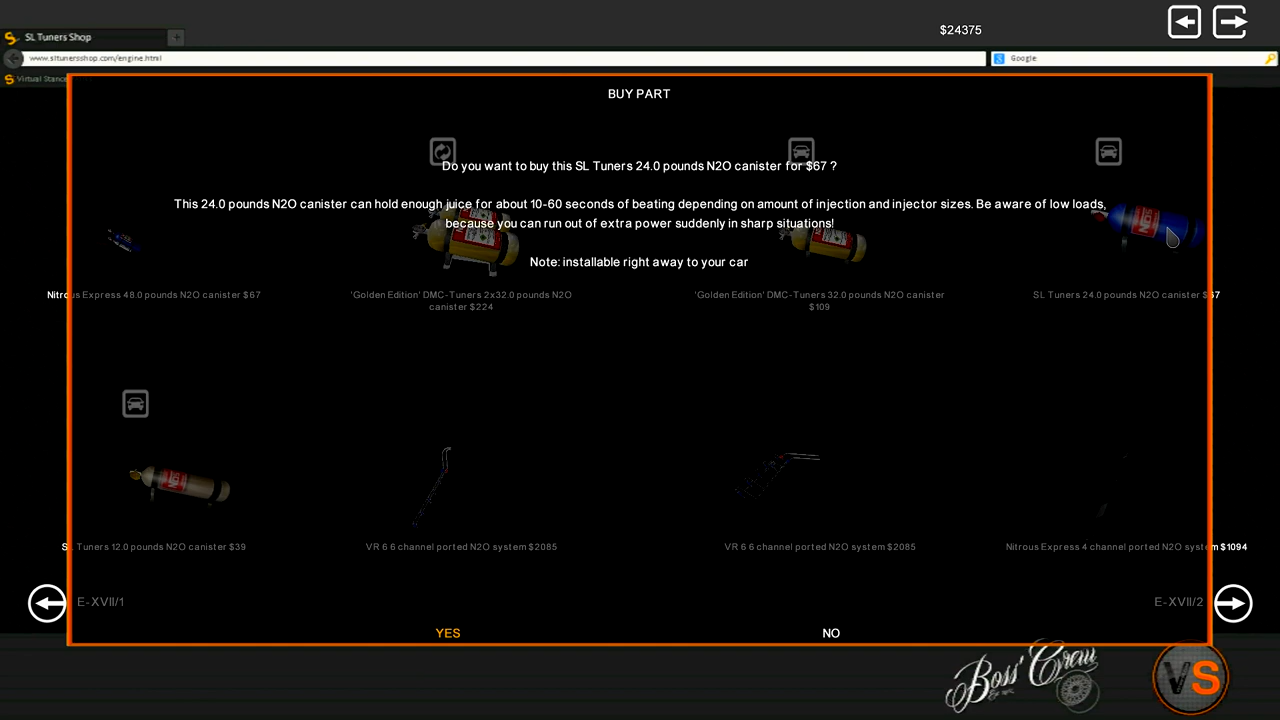 $24375
SL Tuners Shop
www.sltunersshop.com/engine.html
Google
Virtual Stance
BUY PART
Do you want to buy this SL Tuners 24.0 pounds N2O canister for $67 ?
This 24.0 pounds N2O canister can hold enough juice for about 10-60 seconds of beating depending on amount of injection and injector sizes. Be aware of low loads,
because you can run out of extra power suddenly in sharp situations!
Note: installable right away to your car
Nitrous Express 48.0 pounds N2O canister $67
'Golden Edition' DMC-Tuners 2x32.0 pounds N2O
canister $224
'Golden Edition' DMC-Tuners 32.0 pounds N2O canister
$109
SL Tuners 24.0 pounds N2O canister $67
SL Tuners 12.0 pounds N2O canister $39
VR 6 6 channel ported N2O system $2085
VR 6 6 channel ported N2O system $2085
Nitrous Express 4 channel ported N2O system $1094
E-XVII/1
E-XVII/2
YES
NO
Boss' Crew
VS